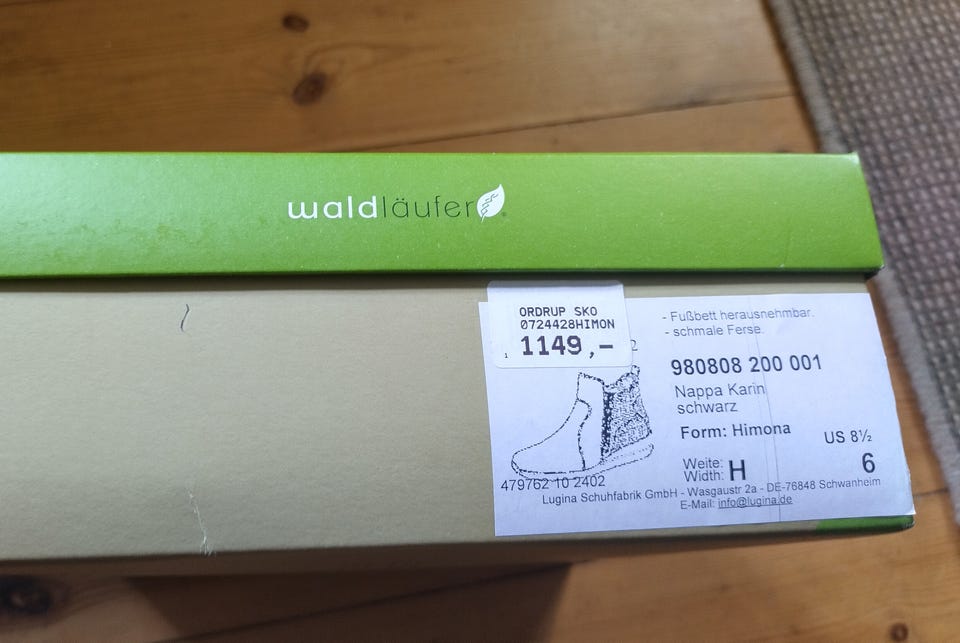 waldläufer
ORDRUP SKO
0724428HIMON
1 1149,—
2
- Fußbett herausnehmbar.
- schmale Ferse.
980808 200 001
Nappa Karin
schwarz
Form: Himona
US 8½
Weite:
Width: H
6
479762 10 2402
Lugina Schuhfabrik GmbH - Wasgaustr 2a - DE-76848 Schwanheim
E-Mail: info@lugina.de